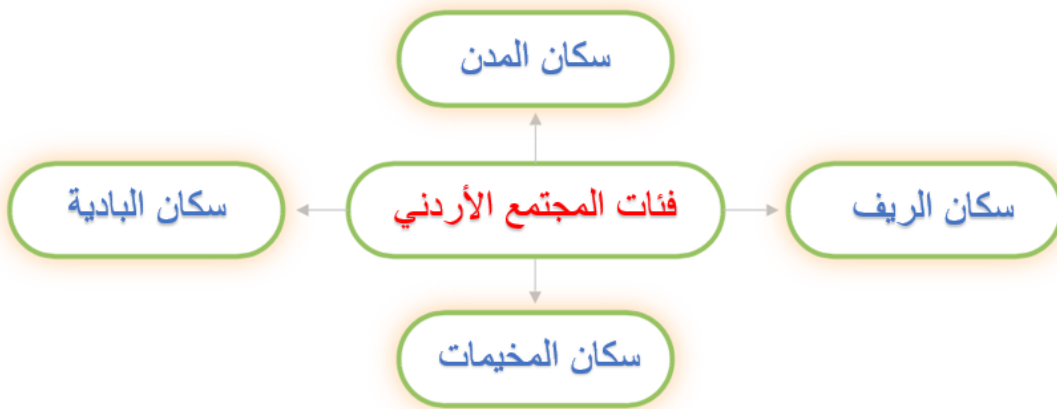 سكان المدن
سكان الريف
فئات المجتمع الأردني
سكان البادية
سكان المخيمات